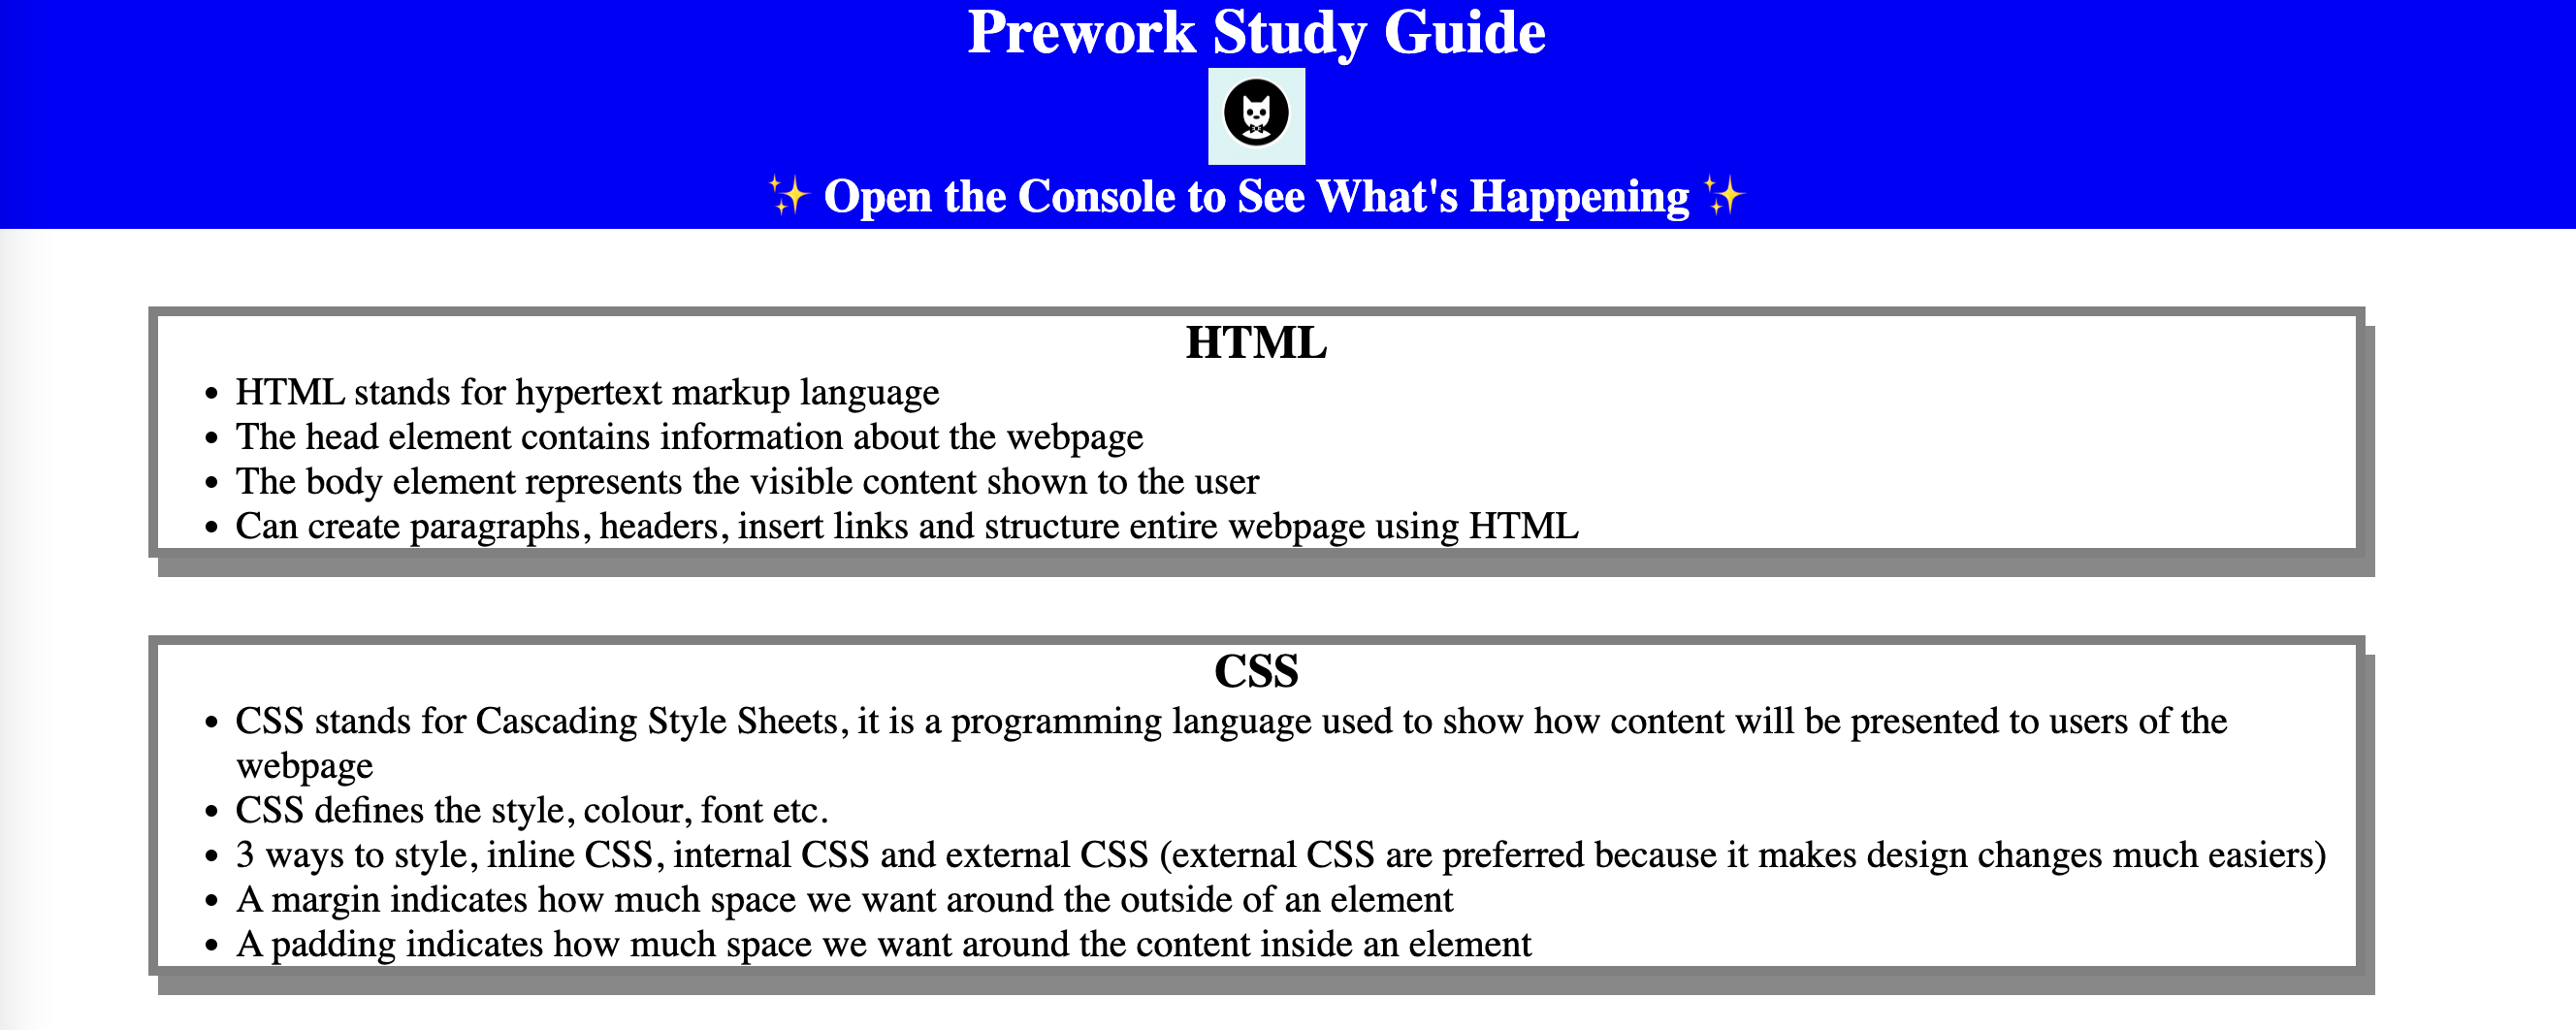 Prework Study Guide
✨ Open the Console to See What's Happening ✨
HTML
• HTML stands for hypertext markup language
• The head element contains information about the webpage
• The body element represents the visible content shown to the user
• Can create paragraphs, headers, insert links and structure entire webpage using HTML
CSS
• CSS stands for Cascading Style Sheets, it is a programming language used to show how content will be presented to users of the
webpage
• CSS defines the style, colour, font etc.
• 3 ways to style, inline CSS, internal CSS and external CSS (external CSS are preferred because it makes design changes much easiers)
• A margin indicates how much space we want around the outside of an element
• A padding indicates how much space we want around the content inside an element